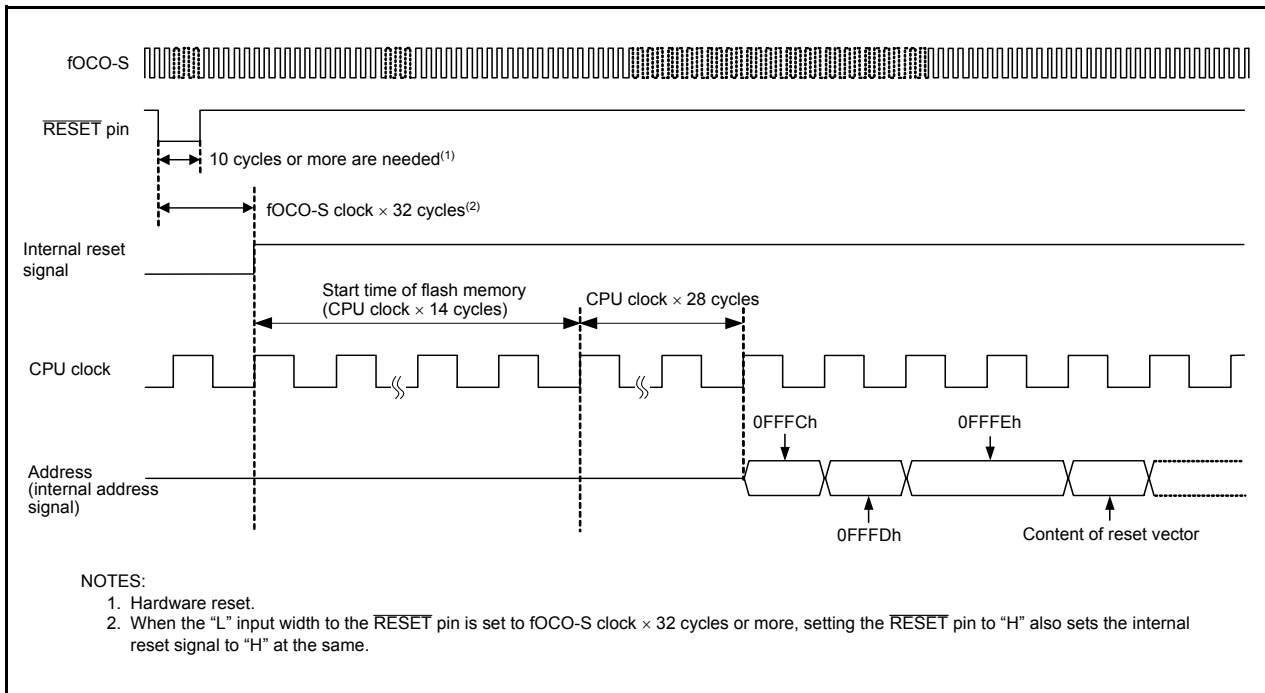 fOCO-S
RESET pin
10 cycles or more are needed(1)
fOCO-S clock × 32 cycles(2)
Internal reset
signal
Start time of flash memory
(CPU clock × 14 cycles)
CPU clock × 28 cycles
CPU clock
0FFFCh
0FFFEh
Address
(internal address
signal)
0FFFDh
Content of reset vector
NOTES:
1. Hardware reset.
2. When the “L” input width to the RESET pin is set to fOCO-S clock × 32 cycles or more, setting the RESET pin to “H” also sets the internal
reset signal to “H” at the same.